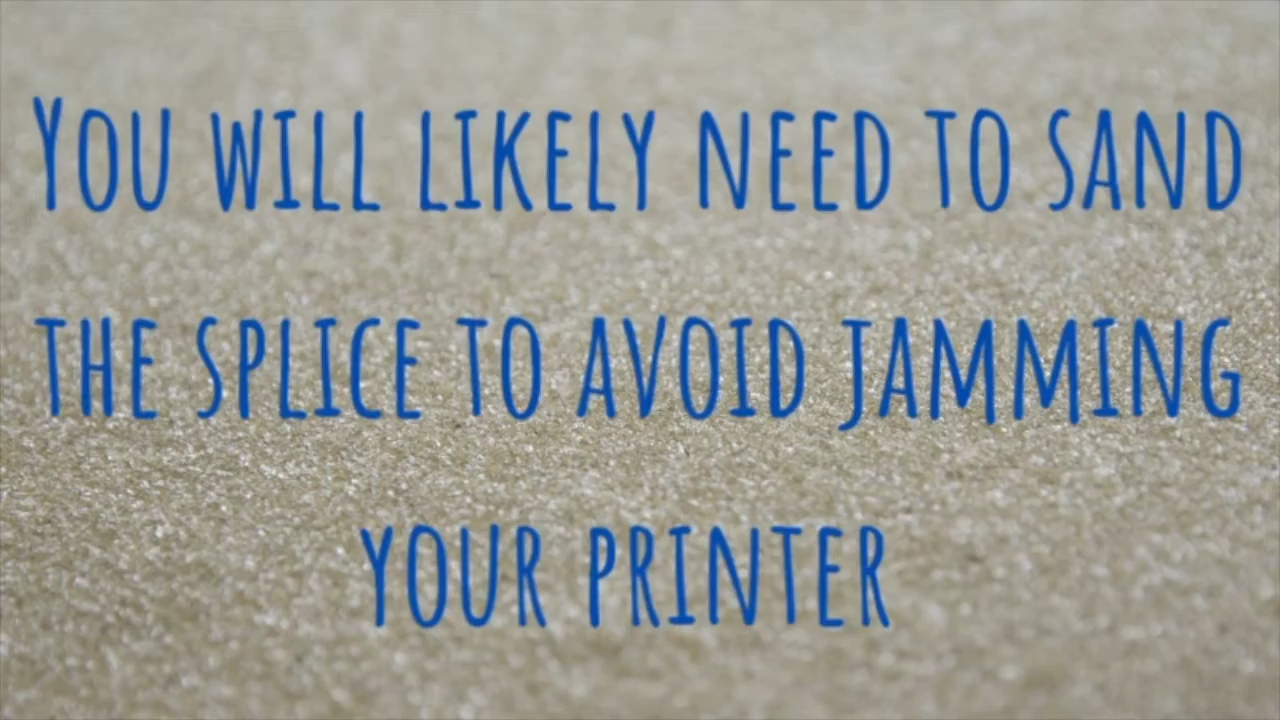 You will likely need to sand
the splice to avoid jamming
your printer